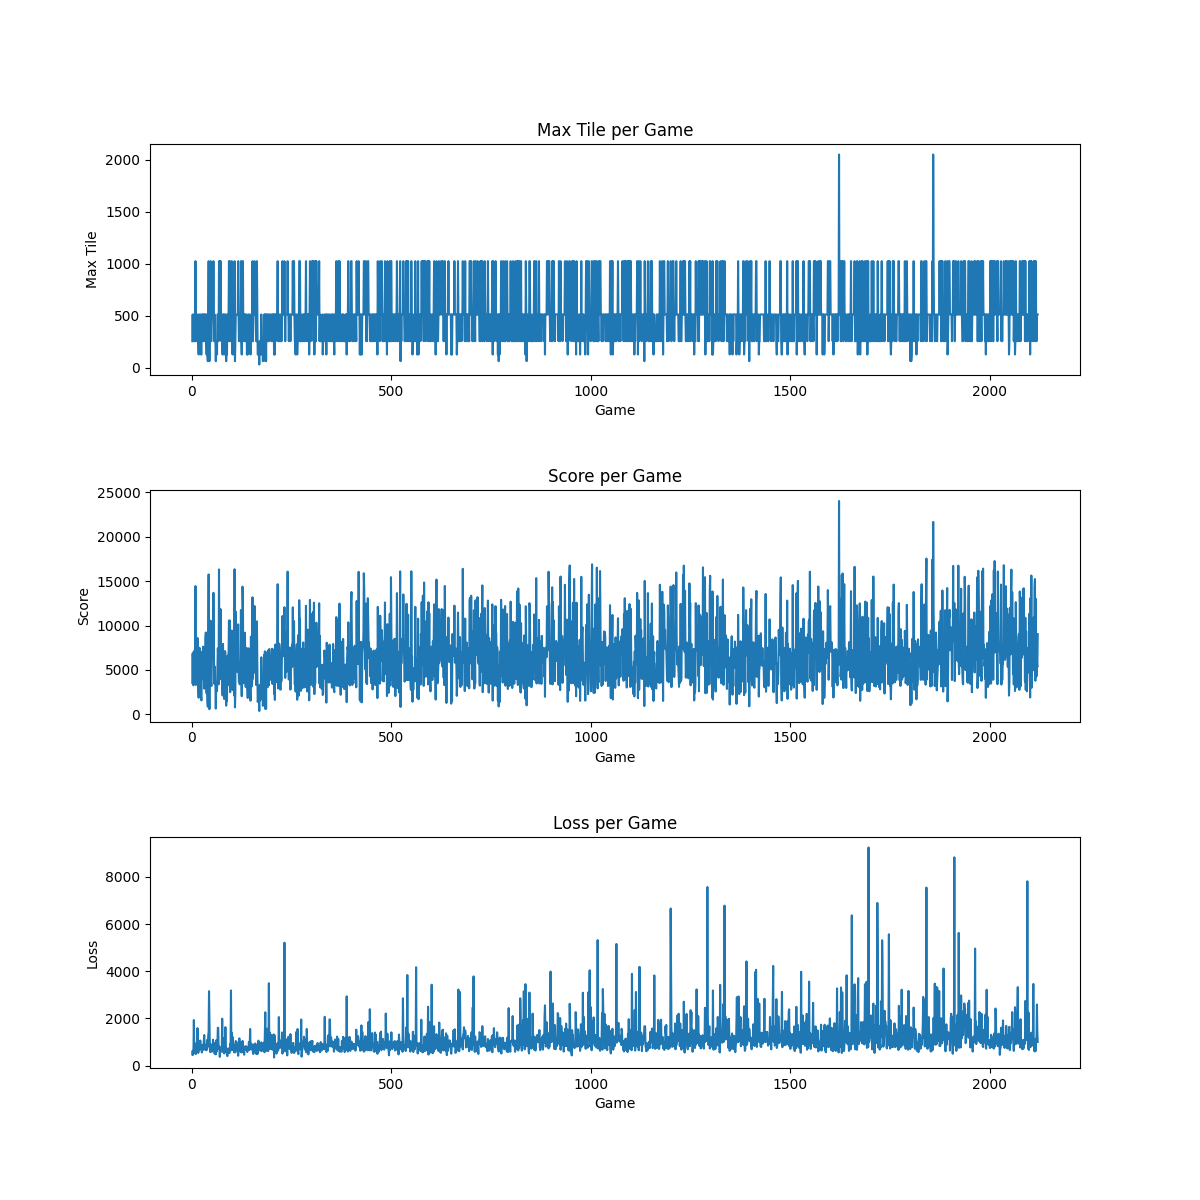 Max Tile per Game
2000
1500
1000
500
0
Max Tile
0 500 1000 1500 2000
Game
Score per Game
25000
20000
15000
10000
5000
0
Score
0 500 1000 1500 2000
Game
Loss per Game
8000
6000
4000
2000
0
Loss
0 500 1000 1500 2000
Game